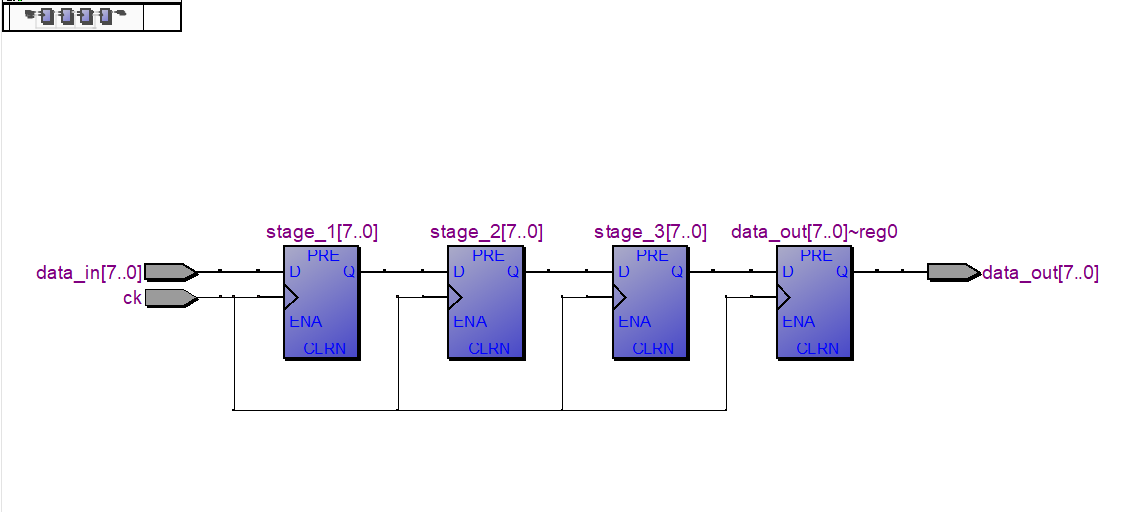 stage_1[7..0] stage_2[7..0] stage_3[7..0] data_out[7..0]~reg0
PRE PRE PRE PRE
data_in[7..0] D Q D Q D Q D Q data_out[7..0]
ck
ENA ENA ENA ENA
CLRN CLRN CLRN CLRN